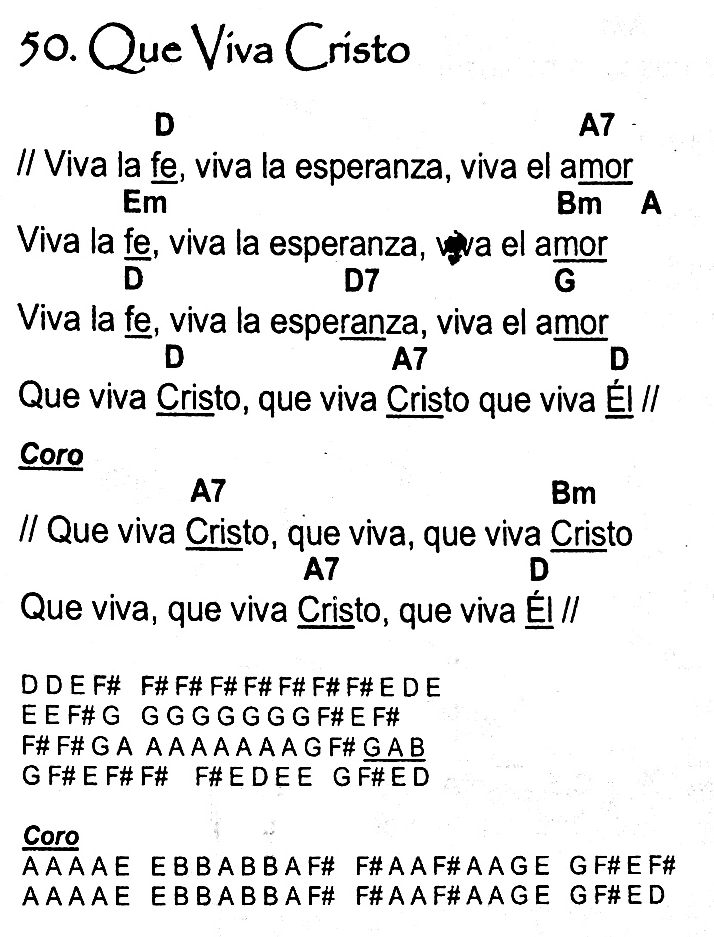 50. Que Viva Cristo
D A7
// Viva la fe, viva la esperanza, viva el amor
Em Bm A
Viva la fe, viva la esperanza, viva el amor
D D7 G
Viva la fe, viva la esperanza, viva el amor
D A7 D
Que viva Cristo, que viva Cristo que viva Él //
Coro
A7 Bm
// Que viva Cristo, que viva, que viva Cristo
A7 D
Que viva, que viva Cristo, que viva Él //
D D E F# F# F# F# F# F# F# F# E D E
E E F# G G G G G G G G F# E F#
F# F# G A A A A A A A A G F# G A B
G F# E F# F# F# E D E E G F# E D
Coro
A A A A E E B B A B B A F# F# A A F# A A G E G F# E F#
A A A A E E B B A B B A F# F# A A F# A A G E G F# E D